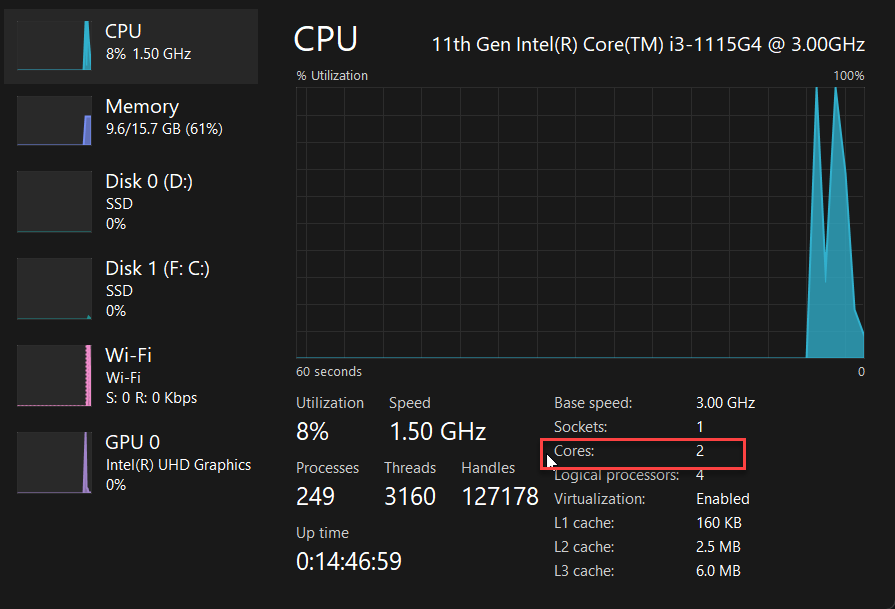 CPU
8% 1.50 GHz
Memory
9.6/15.7 GB (61%)
Disk 0 (D:)
SSD
0%
Disk 1 (F: C:)
SSD
0%
Wi-Fi
Wi-Fi
S: 0 R: 0 Kbps
GPU 0
Intel(R) UHD Graphics
0%
CPU 11th Gen Intel(R) Core(TM) i3-1115G4 @ 3.00GHz
% Utilization 100%
60 seconds 0
Utilization Speed
8% 1.50 GHz
Processes Threads Handles
249 3160 127178
Up time
0:14:46:59
Base speed: 3.00 GHz
Sockets: 1
Cores: 2
Logical processors: 4
Virtualization: Enabled
L1 cache: 160 KB
L2 cache: 2.5 MB
L3 cache: 6.0 MB